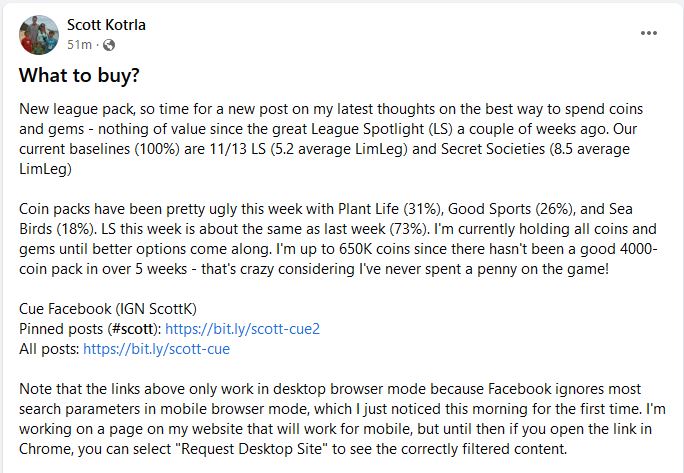 Scott Kotrla
51m ·
What to buy?
New league pack, so time for a new post on my latest thoughts on the best way to spend coins
and gems - nothing of value since the great League Spotlight (LS) a couple of weeks ago. Our
current baselines (100%) are 11/13 LS (5.2 average LimLeg) and Secret Societies (8.5 average
LimLeg)
Coin packs have been pretty ugly this week with Plant Life (31%), Good Sports (26%), and Sea
Birds (18%). LS this week is about the same as last week (73%). I'm currently holding all coins and
gems until better options come along. I'm up to 650K coins since there hasn't been a good 4000-
coin pack in over 5 weeks - that's crazy considering I've never spent a penny on the game!
Cue Facebook (IGN ScottK)
Pinned posts (#scott): https://bit.ly/scott-cue2
All posts: https://bit.ly/scott-cue
Note that the links above only work in desktop browser mode because Facebook ignores most
search parameters in mobile browser mode, which I just noticed this morning for the first time. I'm
working on a page on my website that will work for mobile, but until then if you open the link in
Chrome, you can select "Request Desktop Site" to see the correctly filtered content.